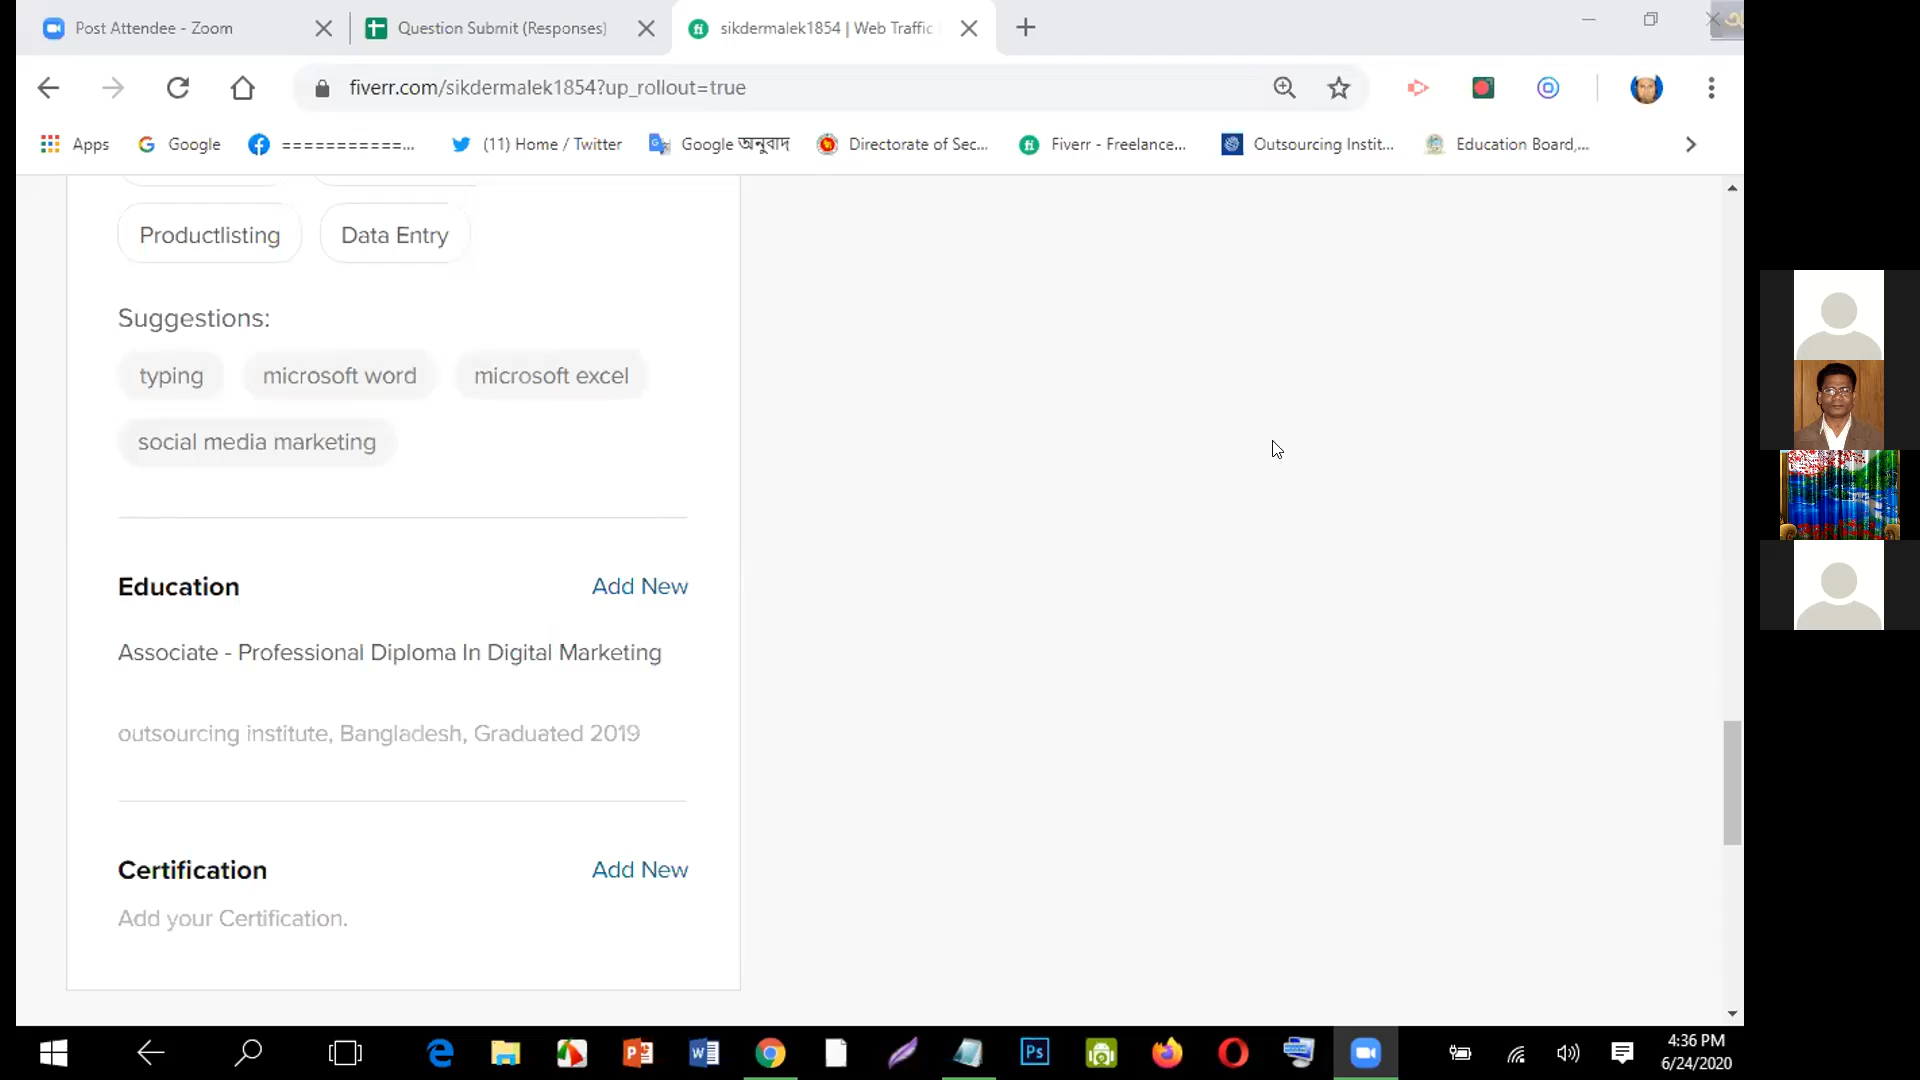 Post Attendee - Zoom
Question Submit (Responses)
sikdermalek1854 | Web Traffic
fiverr.com/sikdermalek1854?up_rollout=true
Apps
Google
============...
(11) Home / Twitter
Google অনুবাদ
Directorate of Sec...
Fiverr - Freelance...
Outsourcing Instit...
Education Board,...
Productlisting
Data Entry
Suggestions:
typing
microsoft word
microsoft excel
social media marketing
Education
Add New
Associate - Professional Diploma In Digital Marketing
outsourcing institute, Bangladesh, Graduated 2019
Certification
Add New
Add your Certification.
4:36 PM
6/24/2020